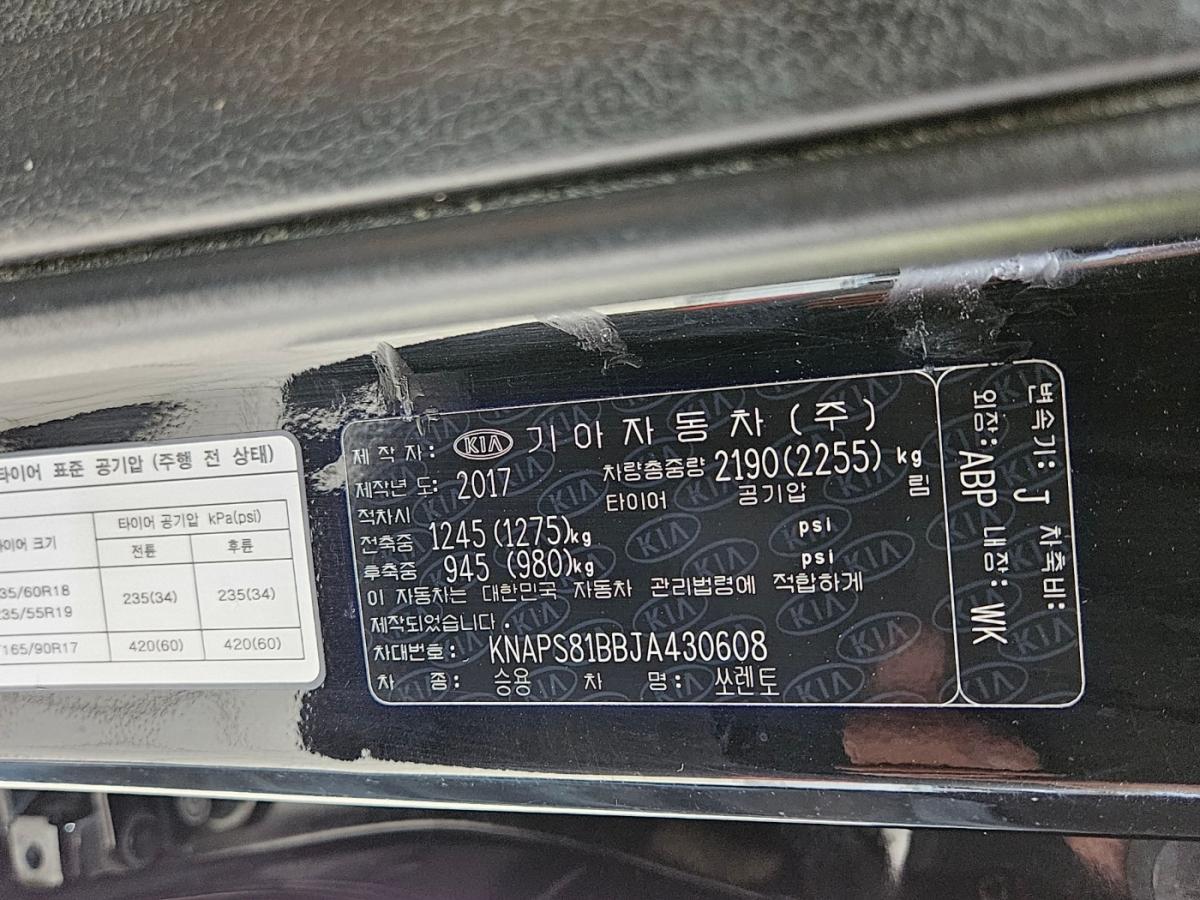 타이어 표준 공기압 (주행 전 상태)
타이어 공기압 kPa(psi)
타이어 크기
전륜 후륜
35/60R18
235/55R19
235(34) 235(34)
165/90R17 420(60) 420(60)
제 작 자: KIA 기아자동차(주)
제작년 도: 2017 차량총중량 2190(2255) kg
적차시 타이어 공기압 림
전축중 1245 (1275)kg psi
후축중 945 (980)kg psi
이 자동차는 대한민국 자동차 관리법령에 적합하게
제작되었습니다.
차대번호: KNAPS81BBJA430608
차 종: 승용 차 명: 쏘렌토
변속기: J 차축비:
외장: ABP 내장: WK